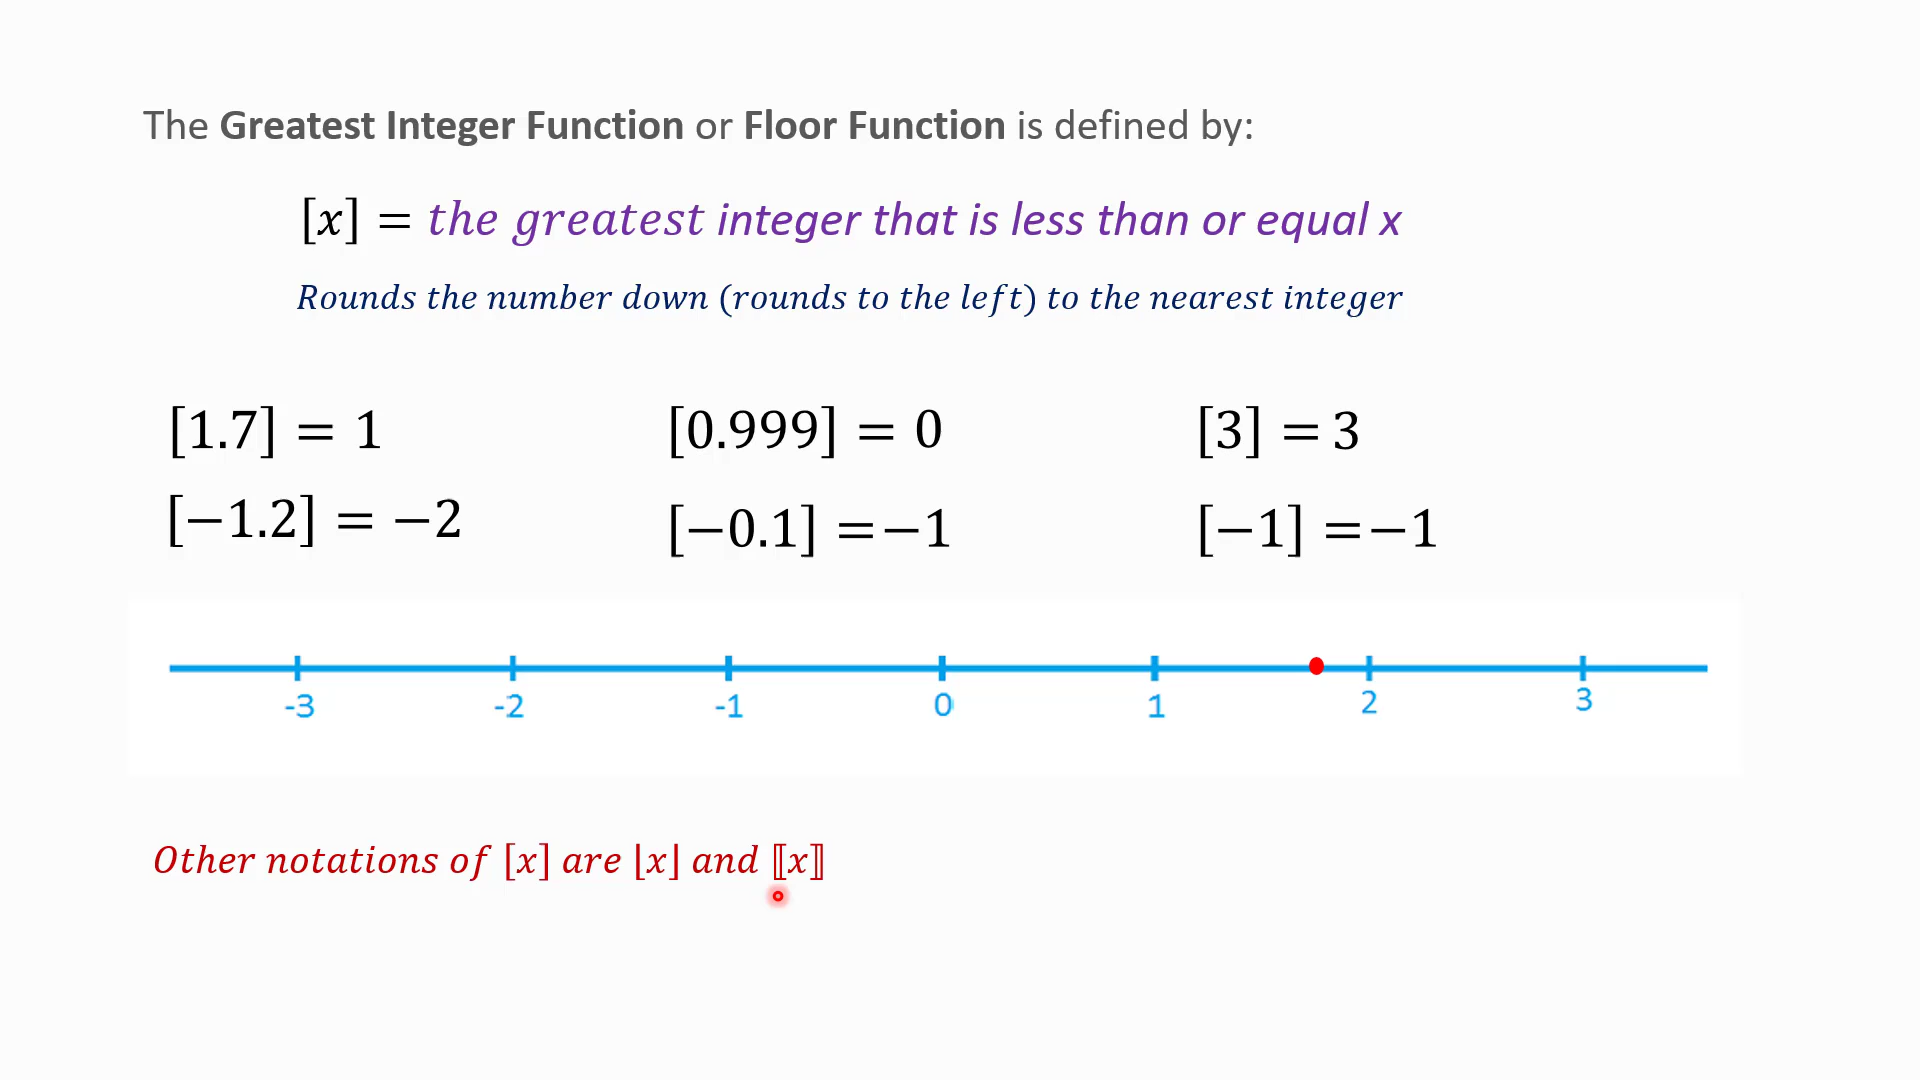 The Greatest Integer Function or Floor Function is defined by:
[x] = the greatest integer that is less than or equal x
Rounds the number down (rounds to the left) to the nearest integer
[1.7] = 1 [0.999] = 0 [3] = 3
[−1.2] = −2 [−0.1] = −1 [−1] = −1
-3 -2 -1 0 1 2 3
Other notations of [x] are ⌊x⌋ and ⟦x⟧